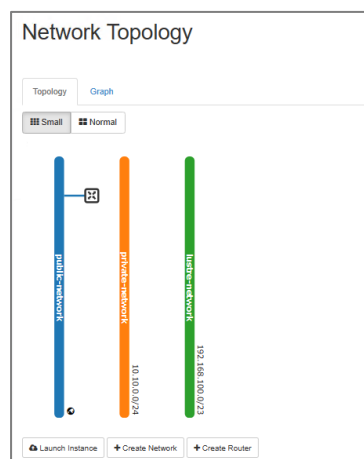 Network Topology
Topology
Graph
Small
Normal
public-network
private-network
10.10.0.0/24
lustre-network
192.168.100.0/23
Launch Instance
Create Network
Create Router